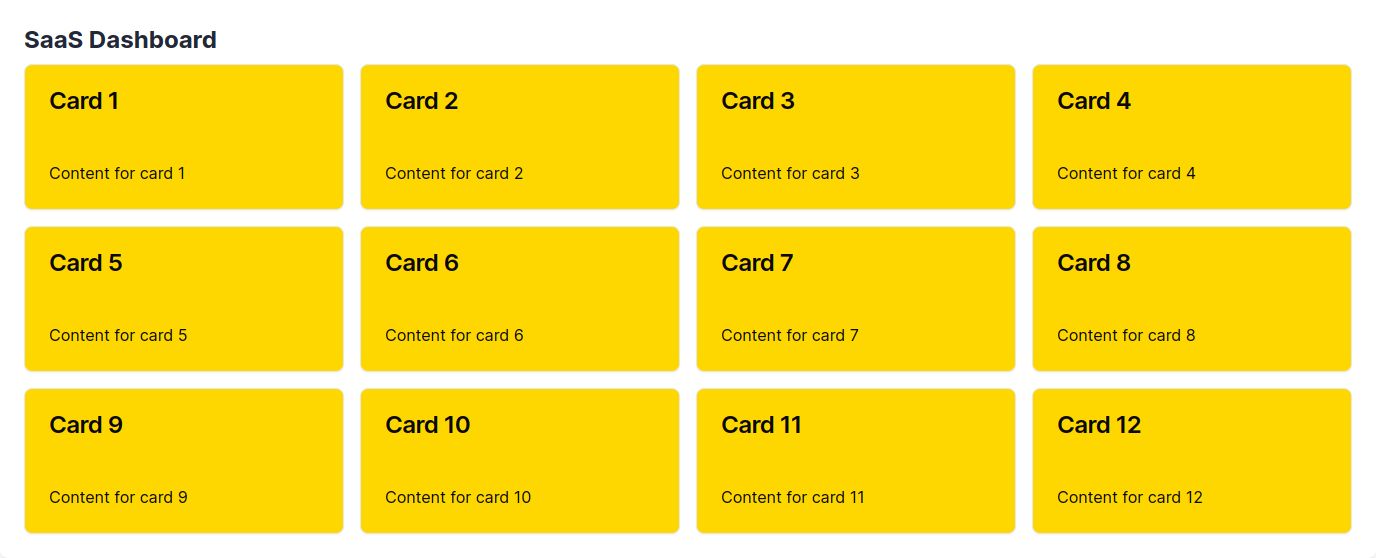 SaaS Dashboard
Card 1
Content for card 1
Card 2
Content for card 2
Card 3
Content for card 3
Card 4
Content for card 4
Card 5
Content for card 5
Card 6
Content for card 6
Card 7
Content for card 7
Card 8
Content for card 8
Card 9
Content for card 9
Card 10
Content for card 10
Card 11
Content for card 11
Card 12
Content for card 12